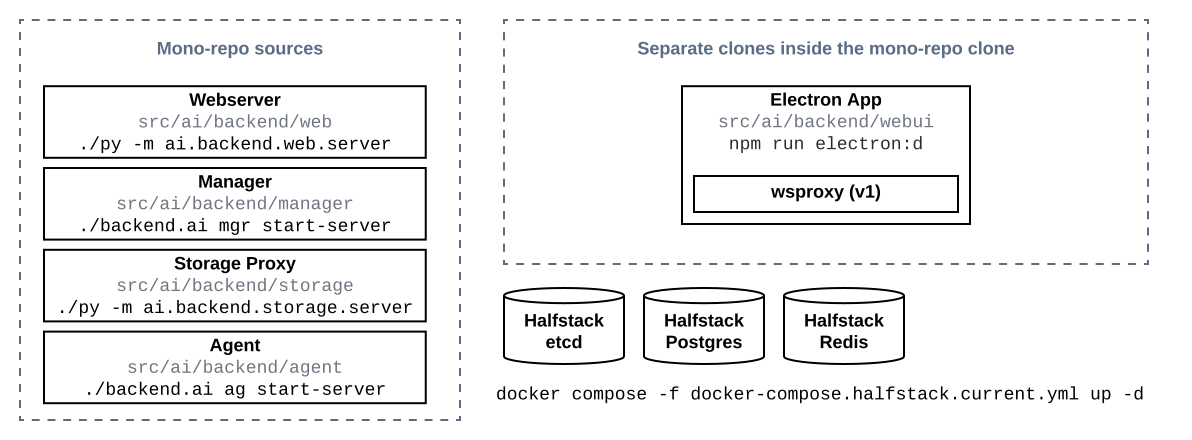 Mono-repo sources
Webserver
src/ai/backend/web
./py -m ai.backend.web.server
Manager
src/ai/backend/manager
./backend.ai mgr start-server
Storage Proxy
src/ai/backend/storage
./py -m ai.backend.storage.server
Agent
src/ai/backend/agent
./backend.ai ag start-server
Separate clones inside the mono-repo clone
Electron App
src/ai/backend/webui
npm run electron:d
wsproxy (v1)
Halfstack
etcd
Halfstack
Postgres
Halfstack
Redis
docker compose -f docker-compose.halfstack.current.yml up -d